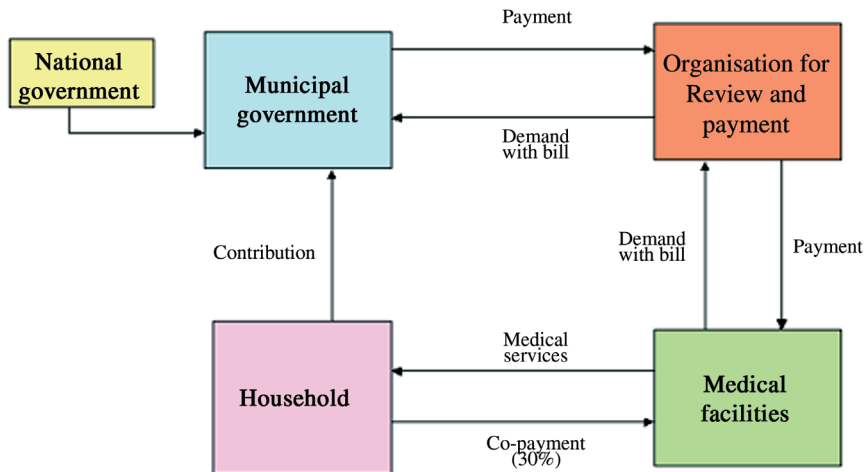 Payment
National
government
Municipal
government
Organisation for
Review and
payment
Demand
with bill
Contribution
Demand
with bill
Payment
Medical
services
Household
Medical
facilities
Co-payment
(30%)